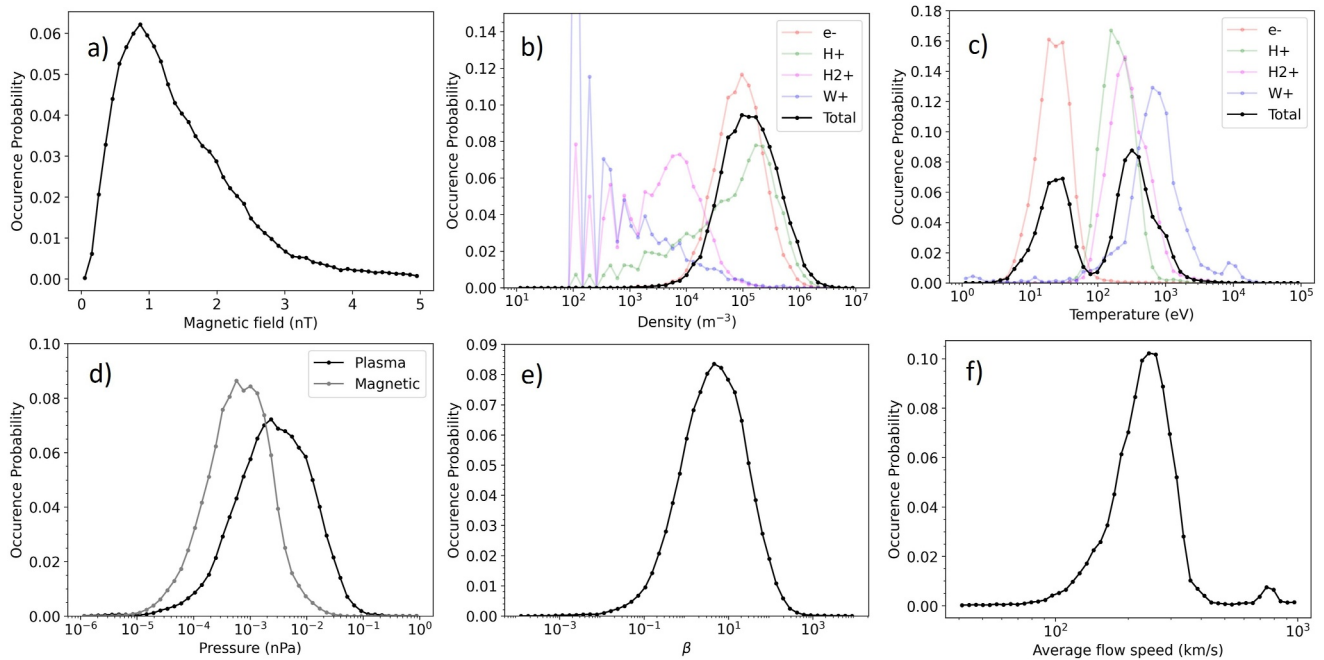 a)
Occurence Probability
0.06
0.05
0.04
0.03
0.02
0.01
0.00
0 1 2 3 4 5
Magnetic field (nT)
b)
Occurence Probability
0.14
0.12
0.10
0.08
0.06
0.04
0.02
0.00
10¹ 10² 10³ 10⁴ 10⁵ 10⁶ 10⁷
Density (m⁻³)
e-
H+
H2+
W+
Total
c)
Occurence Probability
0.18
0.16
0.14
0.12
0.10
0.08
0.06
0.04
0.02
0.00
10⁰ 10¹ 10² 10³ 10⁴ 10⁵
Temperature (eV)
e-
H+
H2+
W+
Total
d)
Occurence Probability
0.10
0.08
0.06
0.04
0.02
0.00
10⁻⁶ 10⁻⁵ 10⁻⁴ 10⁻³ 10⁻² 10⁻¹ 10⁰
Pressure (nPa)
Plasma
Magnetic
e)
Occurence Probability
0.09
0.08
0.07
0.06
0.05
0.04
0.03
0.02
0.01
0.00
10⁻³ 10⁻¹ 10¹ 10³
β
f)
Occurence Probability
0.10
0.08
0.06
0.04
0.02
0.00
10² 10³
Average flow speed (km/s)